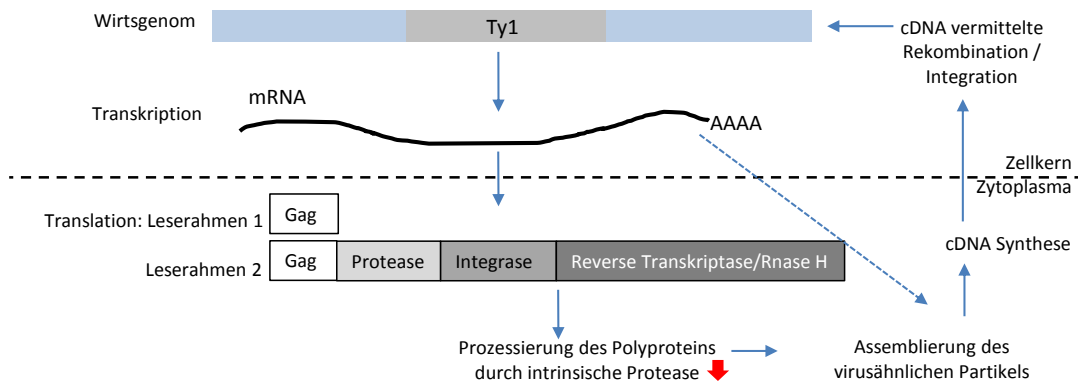 Wirtsgenom
Ty1
cDNA vermittelte
Rekombination /
Integration
Transkription
mRNA
AAAA
Zellkern
Zytoplasma
Translation: Leserahmen 1
Gag
Leserahmen 2
Gag
Protease
Integrase
Reverse Transkriptase/Rnase H
cDNA Synthese
Prozessierung des Polyproteins
durch intrinsische Protease
Assemblierung des
virusähnlichen Partikels